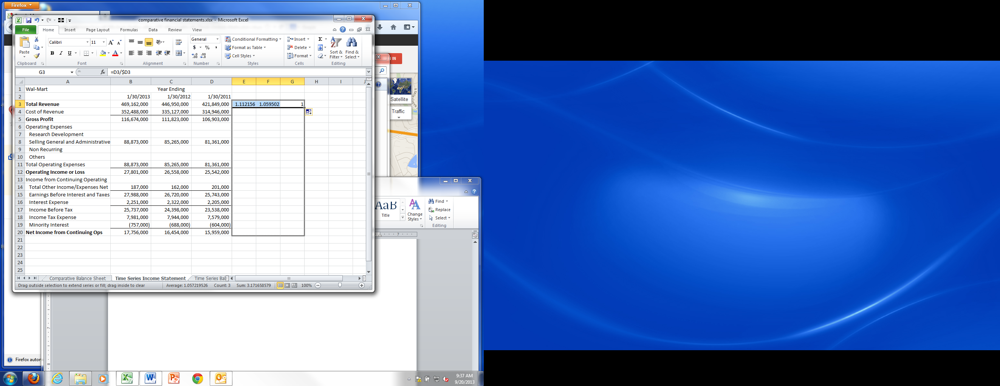 Firefox
comparative financial statements.xlsx - Microsoft Excel
File Home Insert Page Layout Formulas Data Review View
Calibri 11 General
Paste
B I U
$ % ,
Conditional Formatting
Format as Table
Cell Styles
Insert
Delete
Format
Σ
Sort & Filter
Find & Select
Clipboard Font Alignment Number Styles Cells Editing
IN
G3 fx =D3/$D3
A B C D E F G H I J
1 Wal-Mart Year Ending
2 1/30/2013 1/30/2012 1/30/2011
3 Total Revenue 469,162,000 446,950,000 421,849,000 1.112156 1.059502 1
4 Cost of Revenue 352,488,000 335,127,000 314,946,000
5 Gross Profit 116,674,000 111,823,000 106,903,000
6 Operating Expenses
7 Research Development
8 Selling General and Administrative 88,873,000 85,265,000 81,361,000
9 Non Recurring
10 Others
11 Total Operating Expenses 88,873,000 85,265,000 81,361,000
12 Operating Income or Loss 27,801,000 26,558,000 25,542,000
13 Income from Continuing Operating
14 Total Other Income/Expenses Net 187,000 162,000 201,000
15 Earnings Before Interest and Taxes 27,988,000 26,720,000 25,743,000
16 Interest Expense 2,251,000 2,322,000 2,205,000
17 Income Before Tax 25,737,000 24,398,000 23,538,000
18 Income Tax Expense 7,981,000 7,944,000 7,579,000
19 Minority Interest (757,000) (688,000) (604,000)
20 Net Income from Continuing Ops 17,756,000 16,454,000 15,959,000
21
22
23
24
25
Comparative Balance Sheet Time Series Income Statement Time Series Bal
Drag outside selection to extend series or fill; drag inside to clear Average: 1.057219526 Count: 3 Sum: 3.171658579 100%
Satellite
Traffic
AaB
Title
Change Styles
Find
Replace
Select
Editing
7
7
8
Firefox autom
9:37 AM
9/20/2013